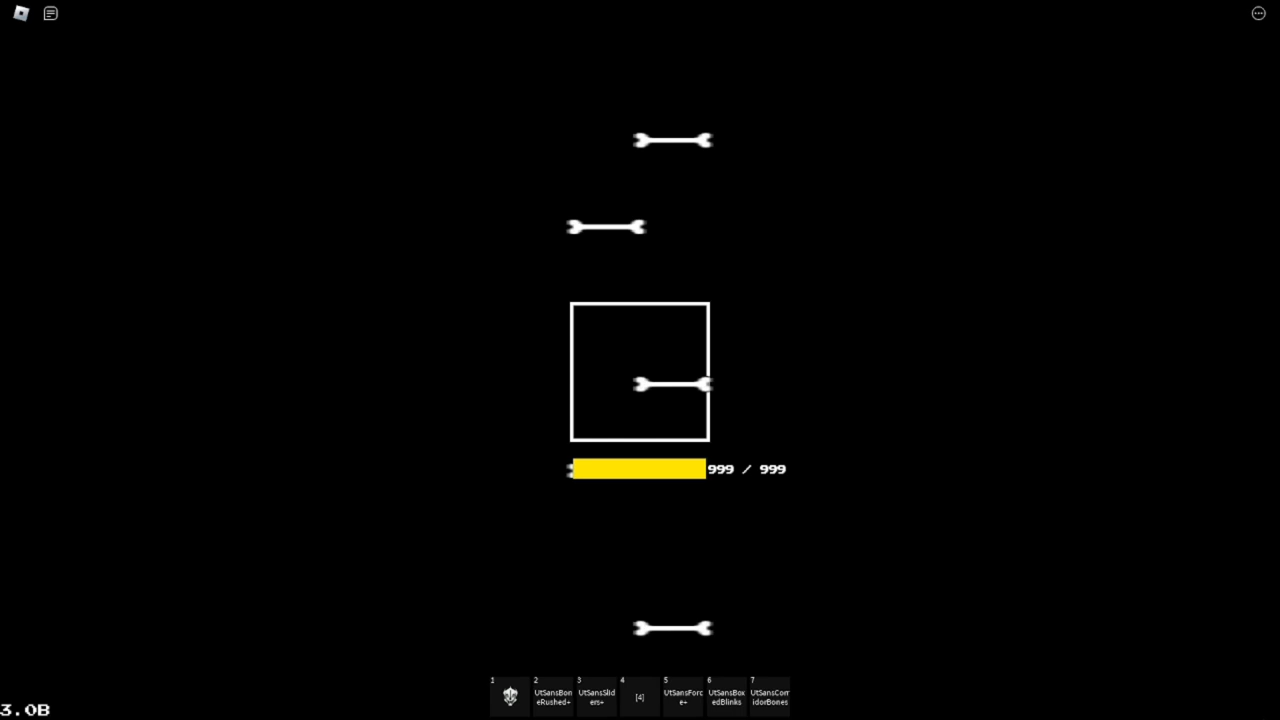 999 / 999
1
2
3
4
5
6
7
UtSansBon
eRushed+
UtSansSlid
ers+
[4]
UtSansForc
e+
UtSansBox
edBlinks
UtSansCorr
idorBones
3.0B